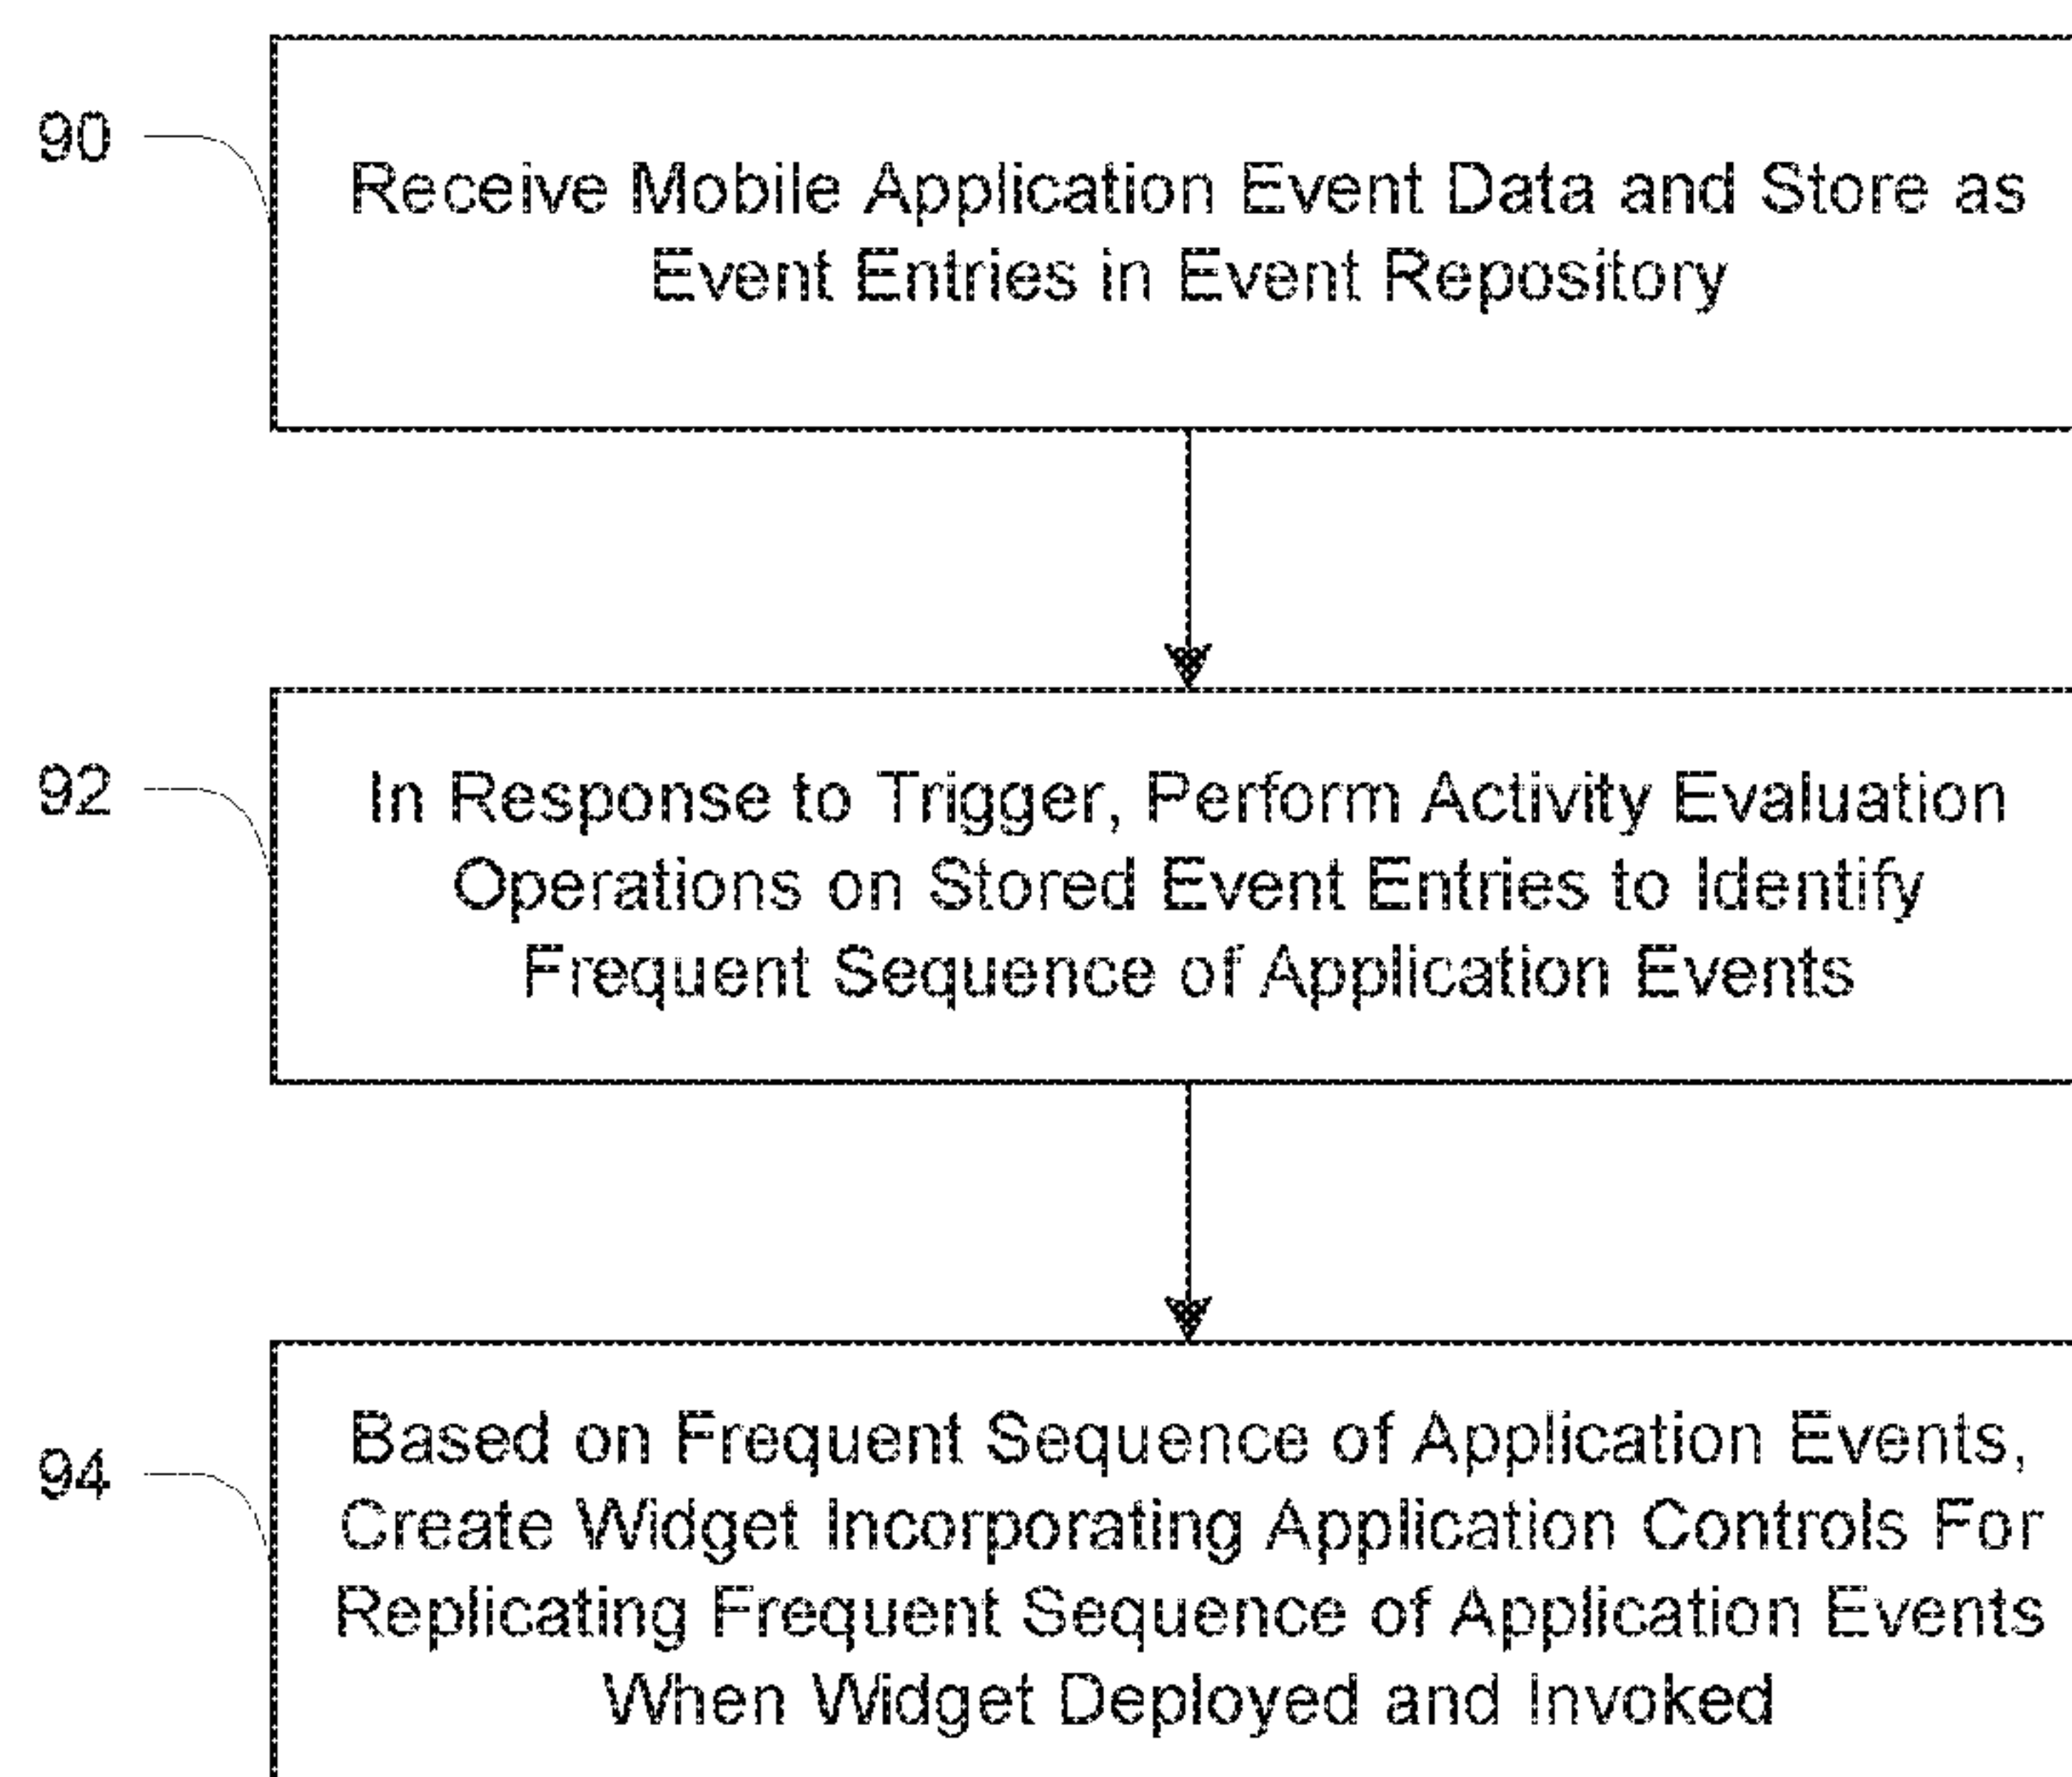 90
Receive Mobile Application Event Data and Store as
Event Entries in Event Repository
92
In Response to Trigger, Perform Activity Evaluation
Operations on Stored Event Entries to Identify
Frequent Sequence of Application Events
94
Based on Frequent Sequence of Application Events,
Create Widget Incorporating Application Controls For
Replicating Frequent Sequence of Application Events
When Widget Deployed and Invoked